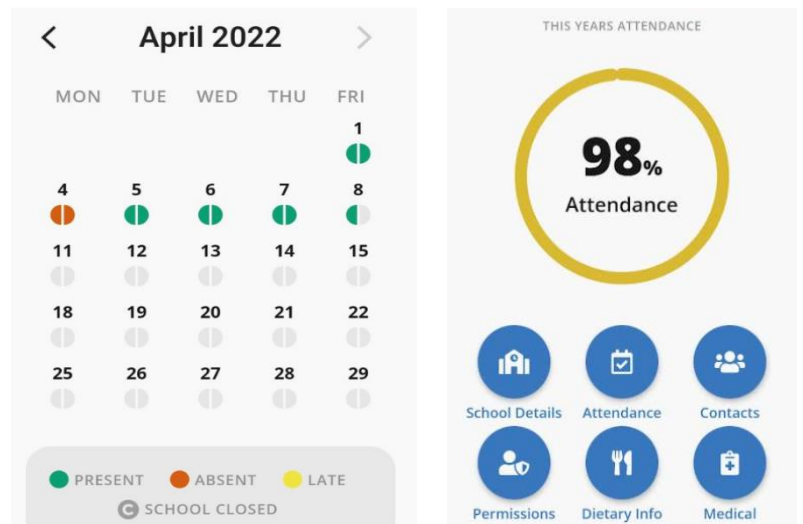 April 2022
MON TUE WED THU FRI
1
4 5 6 7 8
11 12 13 14 15
18 19 20 21 22
25 26 27 28 29
PRESENT ABSENT LATE
C SCHOOL CLOSED
THIS YEARS ATTENDANCE
98%
Attendance
School Details Attendance Contacts
Permissions Dietary Info Medical